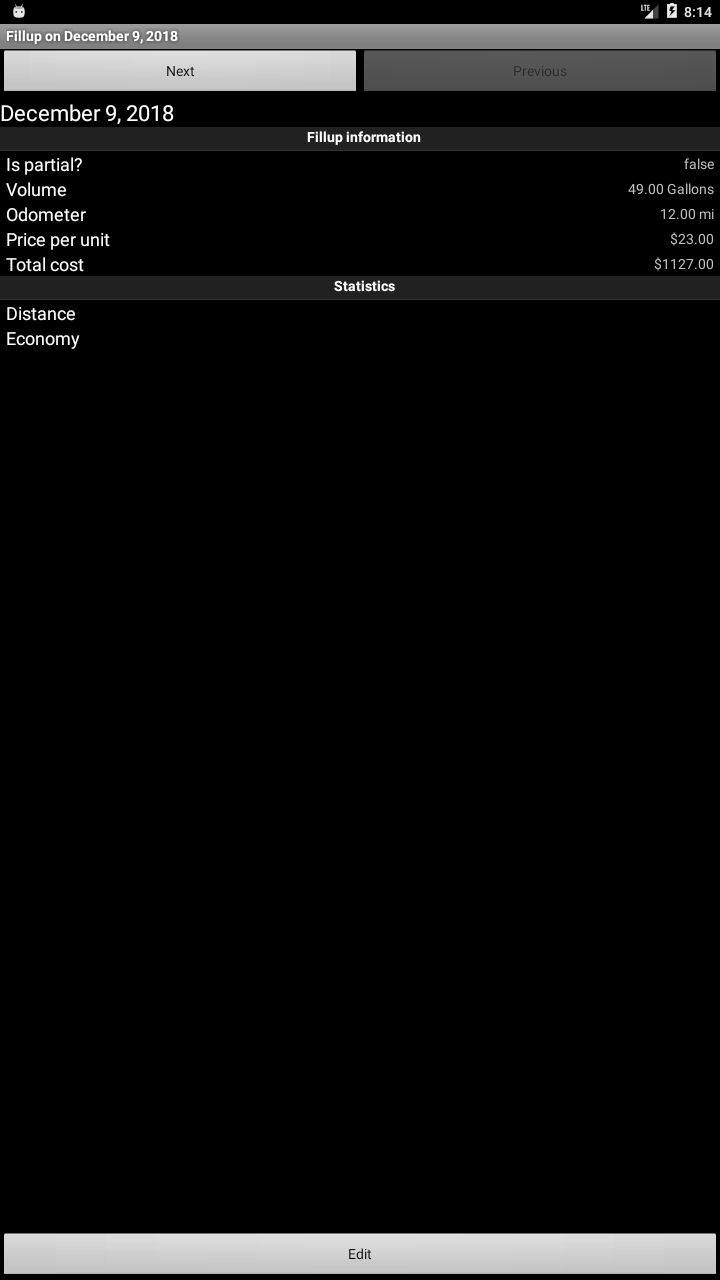 LTE 8:14
Fillup on December 9, 2018
Next Previous
December 9, 2018
Fillup information
Is partial? false
Volume 49.00 Gallons
Odometer 12.00 mi
Price per unit $23.00
Total cost $1127.00
Statistics
Distance
Economy
Edit